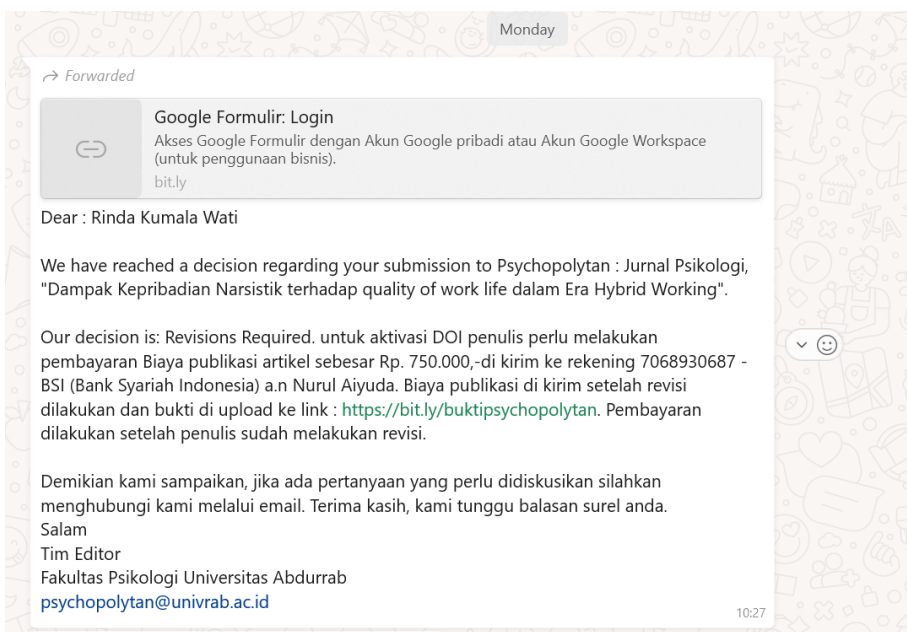 Monday
Forwarded
Google Formulir: Login
Akses Google Formulir dengan Akun Google pribadi atau Akun Google Workspace
(untuk penggunaan bisnis).
bit.ly
Dear : Rinda Kumala Wati
We have reached a decision regarding your submission to Psychopolytan : Jurnal Psikologi,
"Dampak Kepribadian Narsistik terhadap quality of work life dalam Era Hybrid Working".
Our decision is: Revisions Required. untuk aktivasi DOI penulis perlu melakukan
pembayaran Biaya publikasi artikel sebesar Rp. 750.000,-di kirim ke rekening 7068930687 -
BSI (Bank Syariah Indonesia) a.n Nurul Aiyuda. Biaya publikasi di kirim setelah revisi
dilakukan dan bukti di upload ke link : https://bit.ly/buktipsychopolytan. Pembayaran
dilakukan setelah penulis sudah melakukan revisi.
Demikian kami sampaikan, jika ada pertanyaan yang perlu didiskusikan silahkan
menghubungi kami melalui email. Terima kasih, kami tunggu balasan surel anda.
Salam
Tim Editor
Fakultas Psikologi Universitas Abdurrab
psychopolytan@univrab.ac.id
10:27